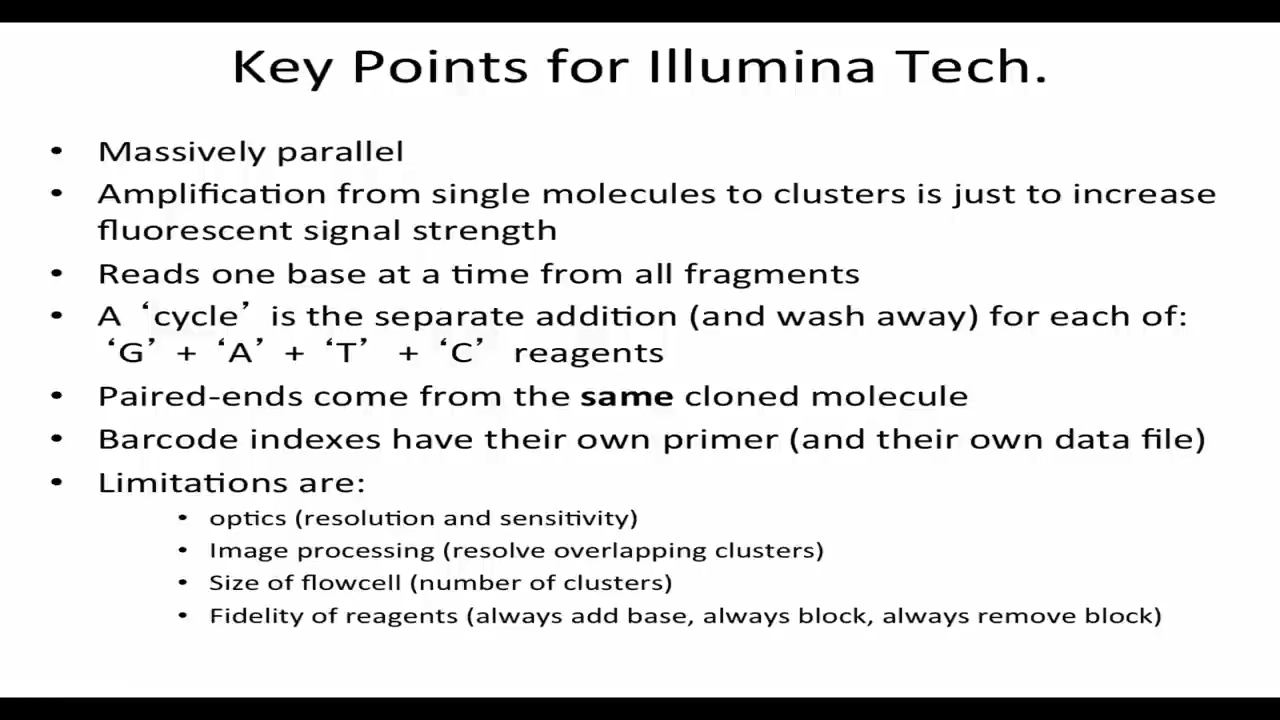 Key Points for Illumina Tech.
• Massively parallel
• Amplification from single molecules to clusters is just to increase
fluorescent signal strength
• Reads one base at a time from all fragments
• A ‘cycle’ is the separate addition (and wash away) for each of:
‘G’ + ‘A’ + ‘T’ + ‘C’ reagents
• Paired-ends come from the same cloned molecule
• Barcode indexes have their own primer (and their own data file)
• Limitations are:
• optics (resolution and sensitivity)
• Image processing (resolve overlapping clusters)
• Size of flowcell (number of clusters)
• Fidelity of reagents (always add base, always block, always remove block)